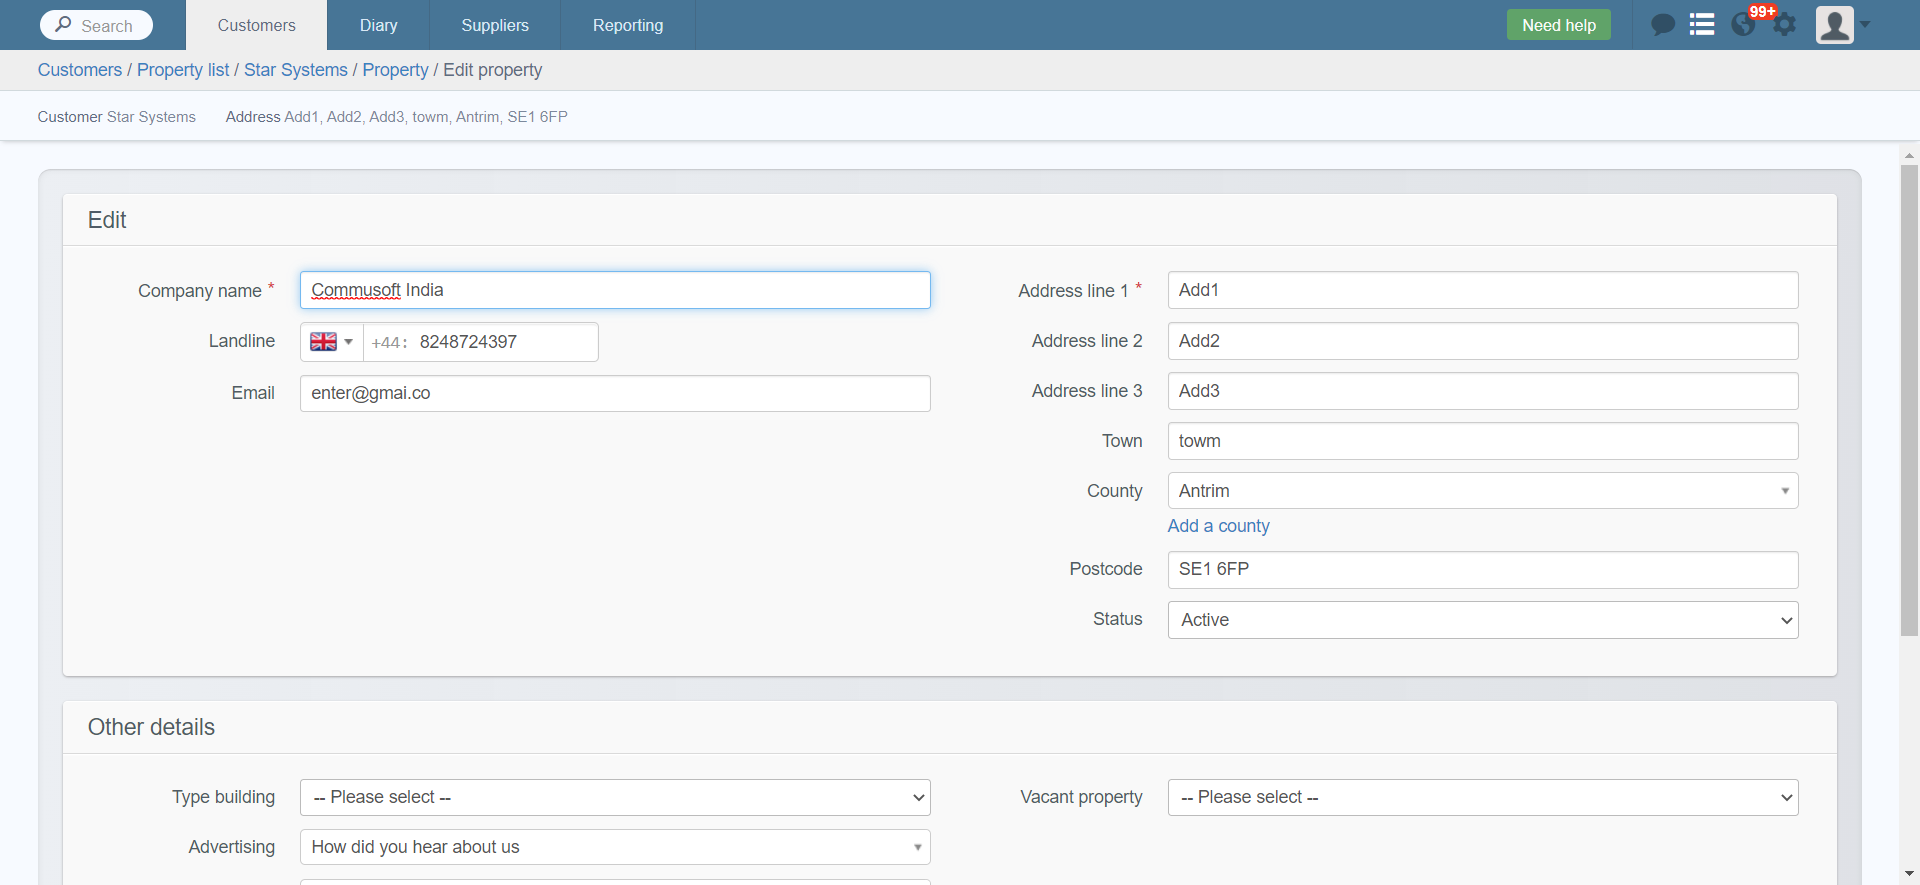 Search
Customers
Diary
Suppliers
Reporting
Need help
99+
Customers / Property list / Star Systems / Property / Edit property
Customer Star Systems Address Add1, Add2, Add3, towm, Antrim, SE1 6FP
Edit
Company name * Commusoft India
Landline +44: 8248724397
Email enter@gmai.co
Address line 1 * Add1
Address line 2 Add2
Address line 3 Add3
Town towm
County Antrim
Add a county
Postcode SE1 6FP
Status Active
Other details
Type building -- Please select --
Advertising How did you hear about us
Vacant property -- Please select --